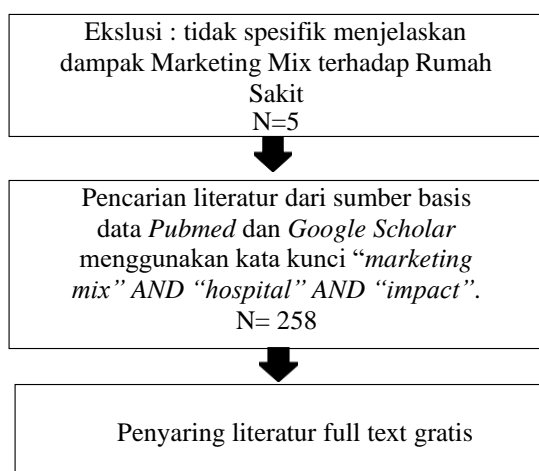 Ekslusi : tidak spesifik menjelaskan
dampak Marketing Mix terhadap Rumah
Sakit
N=5
Pencarian literatur dari sumber basis
data Pubmed dan Google Scholar
menggunakan kata kunci “marketing
mix” AND “hospital” AND “impact”.
N= 258
Penyaring literatur full text gratis